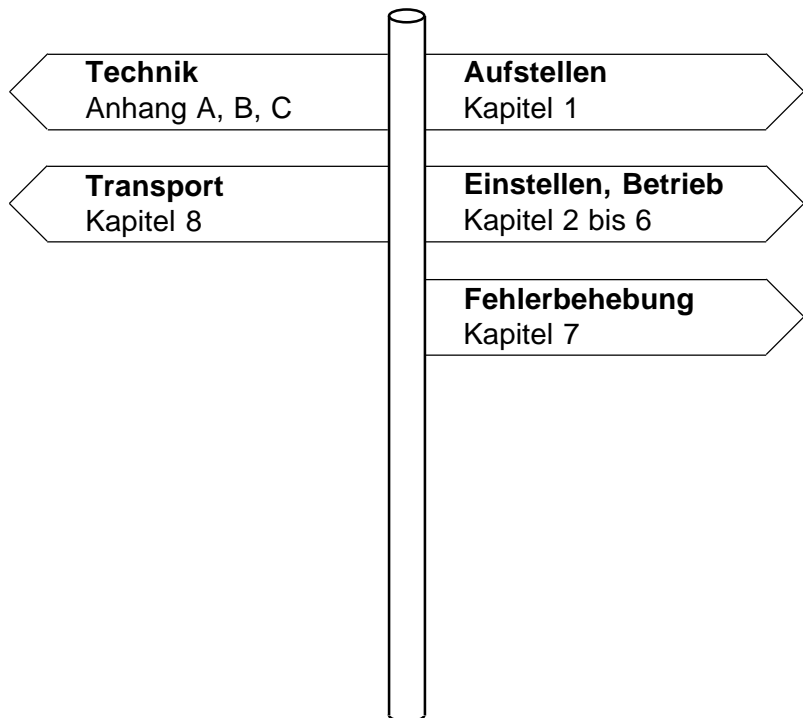 Technik
Anhang A, B, C
Aufstellen
Kapitel 1
Transport
Kapitel 8
Einstellen, Betrieb
Kapitel 2 bis 6
Fehlerbehebung
Kapitel 7